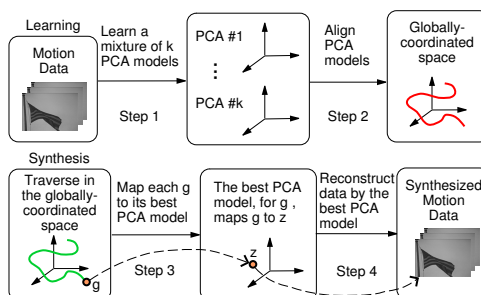 Learning
Motion
Data
Learn a
mixture of k
PCA models
Step 1
PCA #1
⋮
PCA #k
Align
PCA
models
Step 2
Globally-
coordinated
space
Synthesis
Traverse in
the globally-
coordinated
space
g
Map each g
to its best
PCA model
Step 3
The best PCA
model, for g ,
maps g to z
z
Reconstruct
data by the
best PCA
model
Step 4
Synthesized
Motion
Data